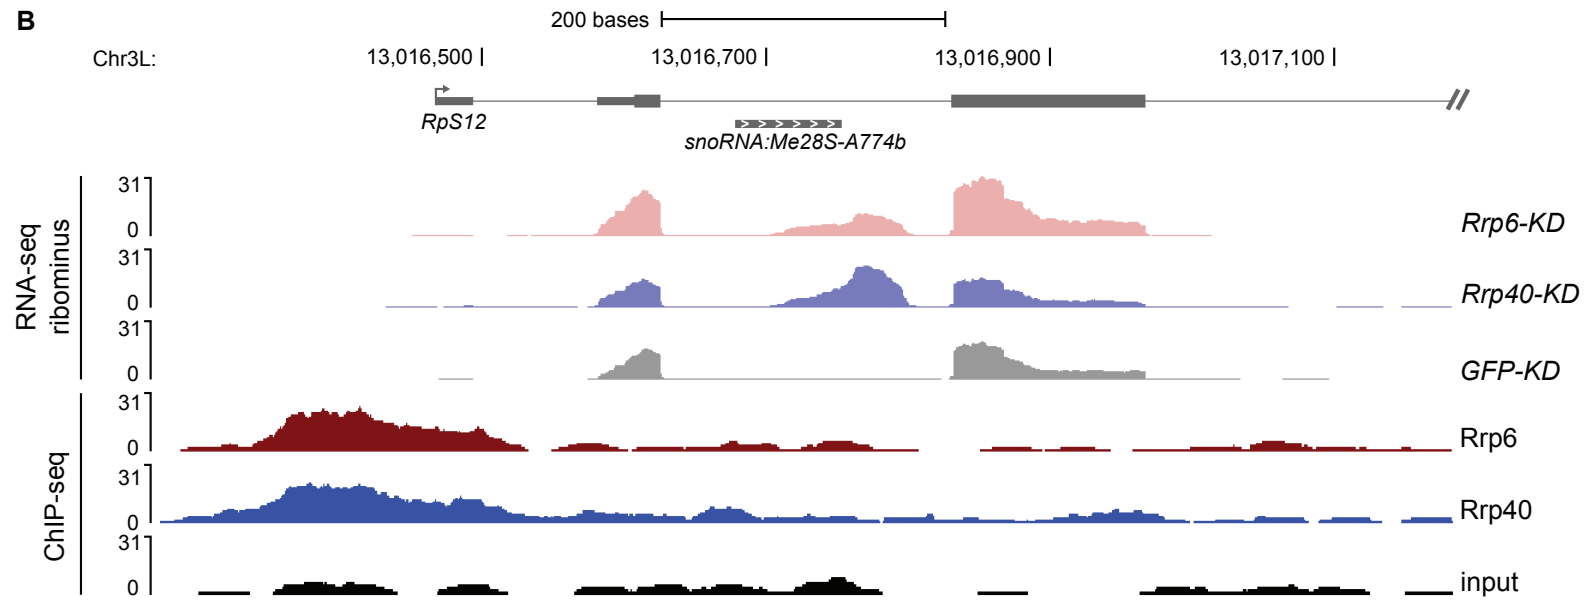 B
200 bases
Chr3L:
13,016,500
13,016,700
13,016,900
13,017,100
RpS12
snoRNA:Me28S-A774b
RNA-seq
ribominus
31
0
Rrp6-KD
31
0
Rrp40-KD
31
0
GFP-KD
ChIP-seq
31
0
Rrp6
31
0
Rrp40
31
0
input